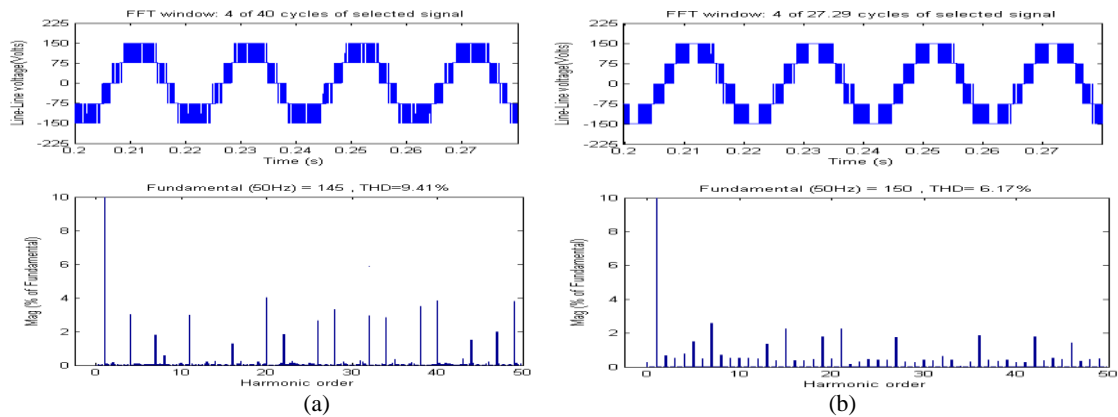 FFT window: 4 of 40 cycles of selected signal
Line-Line voltage(Volts)
225
150
75
0
-75
-150
-225
0.2 0.21 0.22 0.23 0.24 0.25 0.26 0.27
Time (s)
Fundamental (50Hz) = 145 , THD=9.41%
Mag (% of Fundamental)
10
8
6
4
2
0
0 10 20 30 40 50
Harmonic order
(a)
FFT window: 4 of 27.29 cycles of selected signal
Line-Line voltage(Volts)
225
150
75
0
-75
-150
-225
0.2 0.21 0.22 0.23 0.24 0.25 0.26 0.27
Time (s)
Fundamental (50Hz) = 150 , THD= 6.17%
Mag (% of Fundamental)
10
8
6
4
2
0
0 10 20 30 40 50
Harmonic order
(b)